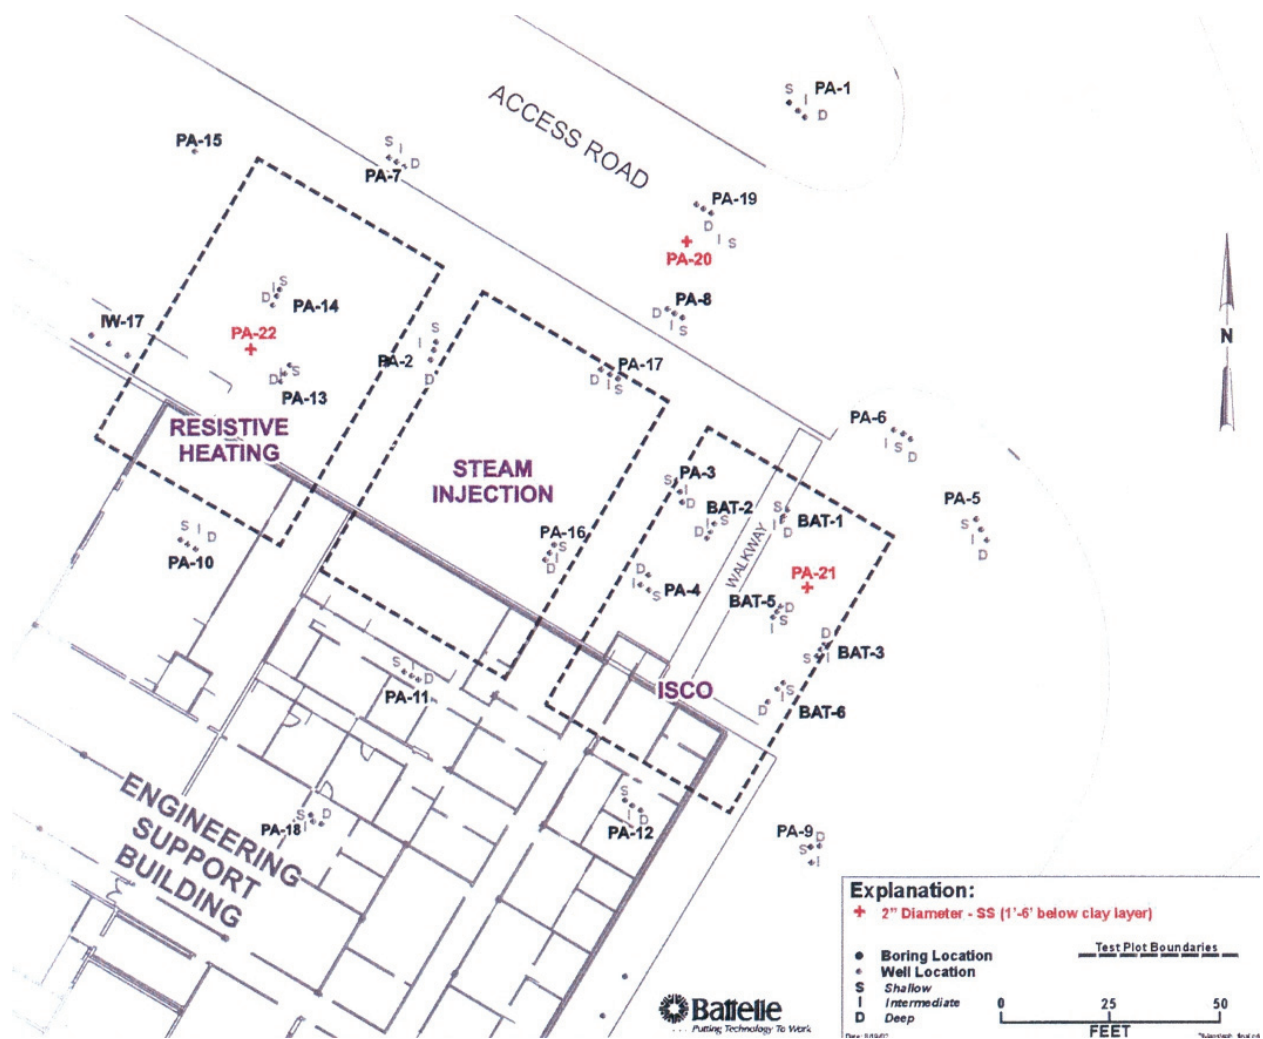 S I D
PA-1
ACCESS ROAD
PA-15
S I D
PA-7
PA-19
D I S
PA-20
D I S
PA-14
D PA-8
I S
IW-17
PA-22
I S
PA-2
D
PA-17
D I S
D I S
PA-13
PA-6
I S D
RESISTIVE
HEATING
STEAM
INJECTION
PA-3
S I D
BAT-2
D I S
WALKWAY
S
BAT-1
I D
PA-5
S I D
S I D
PA-10
PA-16
S I D
D
I S
PA-4
PA-21
BAT-5
D
I S
D
S I
BAT-3
ISCO
I S
D
BAT-6
S I D
PA-11
ENGINEERING
SUPPORT
BUILDING
PA-18
S I D
S I D
PA-12
PA-9
D
S
I
Explanation:
+ 2" Diameter - SS (1'-6' below clay layer)
Boring Location
Well Location
S Shallow
I Intermediate
D Deep
Test Plot Boundaries
0 25 50
FEET
N
Battelle
... Putting Technology To Work